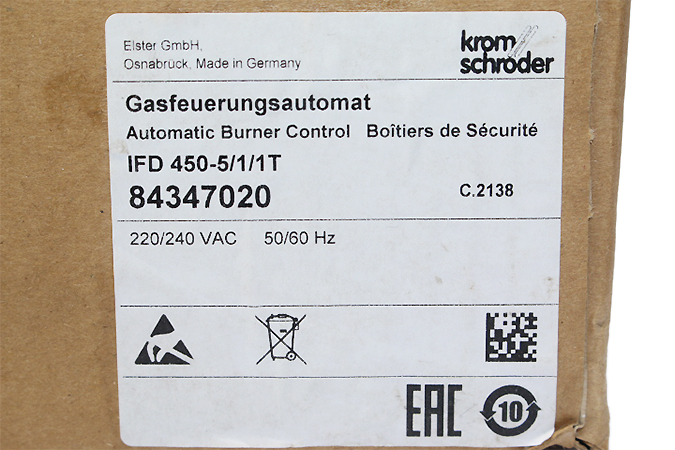 Elster GmbH,
Osnabrück, Made in Germany
krom
schröder
Gasfeuerungsautomat
Automatic Burner Control Boîtiers de Sécurité
IFD 450-5/1/1T
84347020
C.2138
220/240 VAC 50/60 Hz
EAC
10